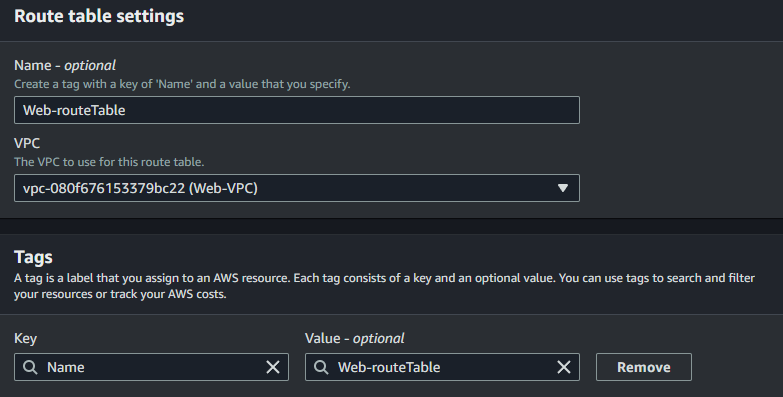 Route table settings
Name - optional
Create a tag with a key of 'Name' and a value that you specify.
Web-routeTable
VPC
The VPC to use for this route table.
vpc-080f676153379bc22 (Web-VPC)
Tags
A tag is a label that you assign to an AWS resource. Each tag consists of a key and an optional value. You can use tags to search and filter
your resources or track your AWS costs.
Key Value - optional
Name Web-routeTable Remove